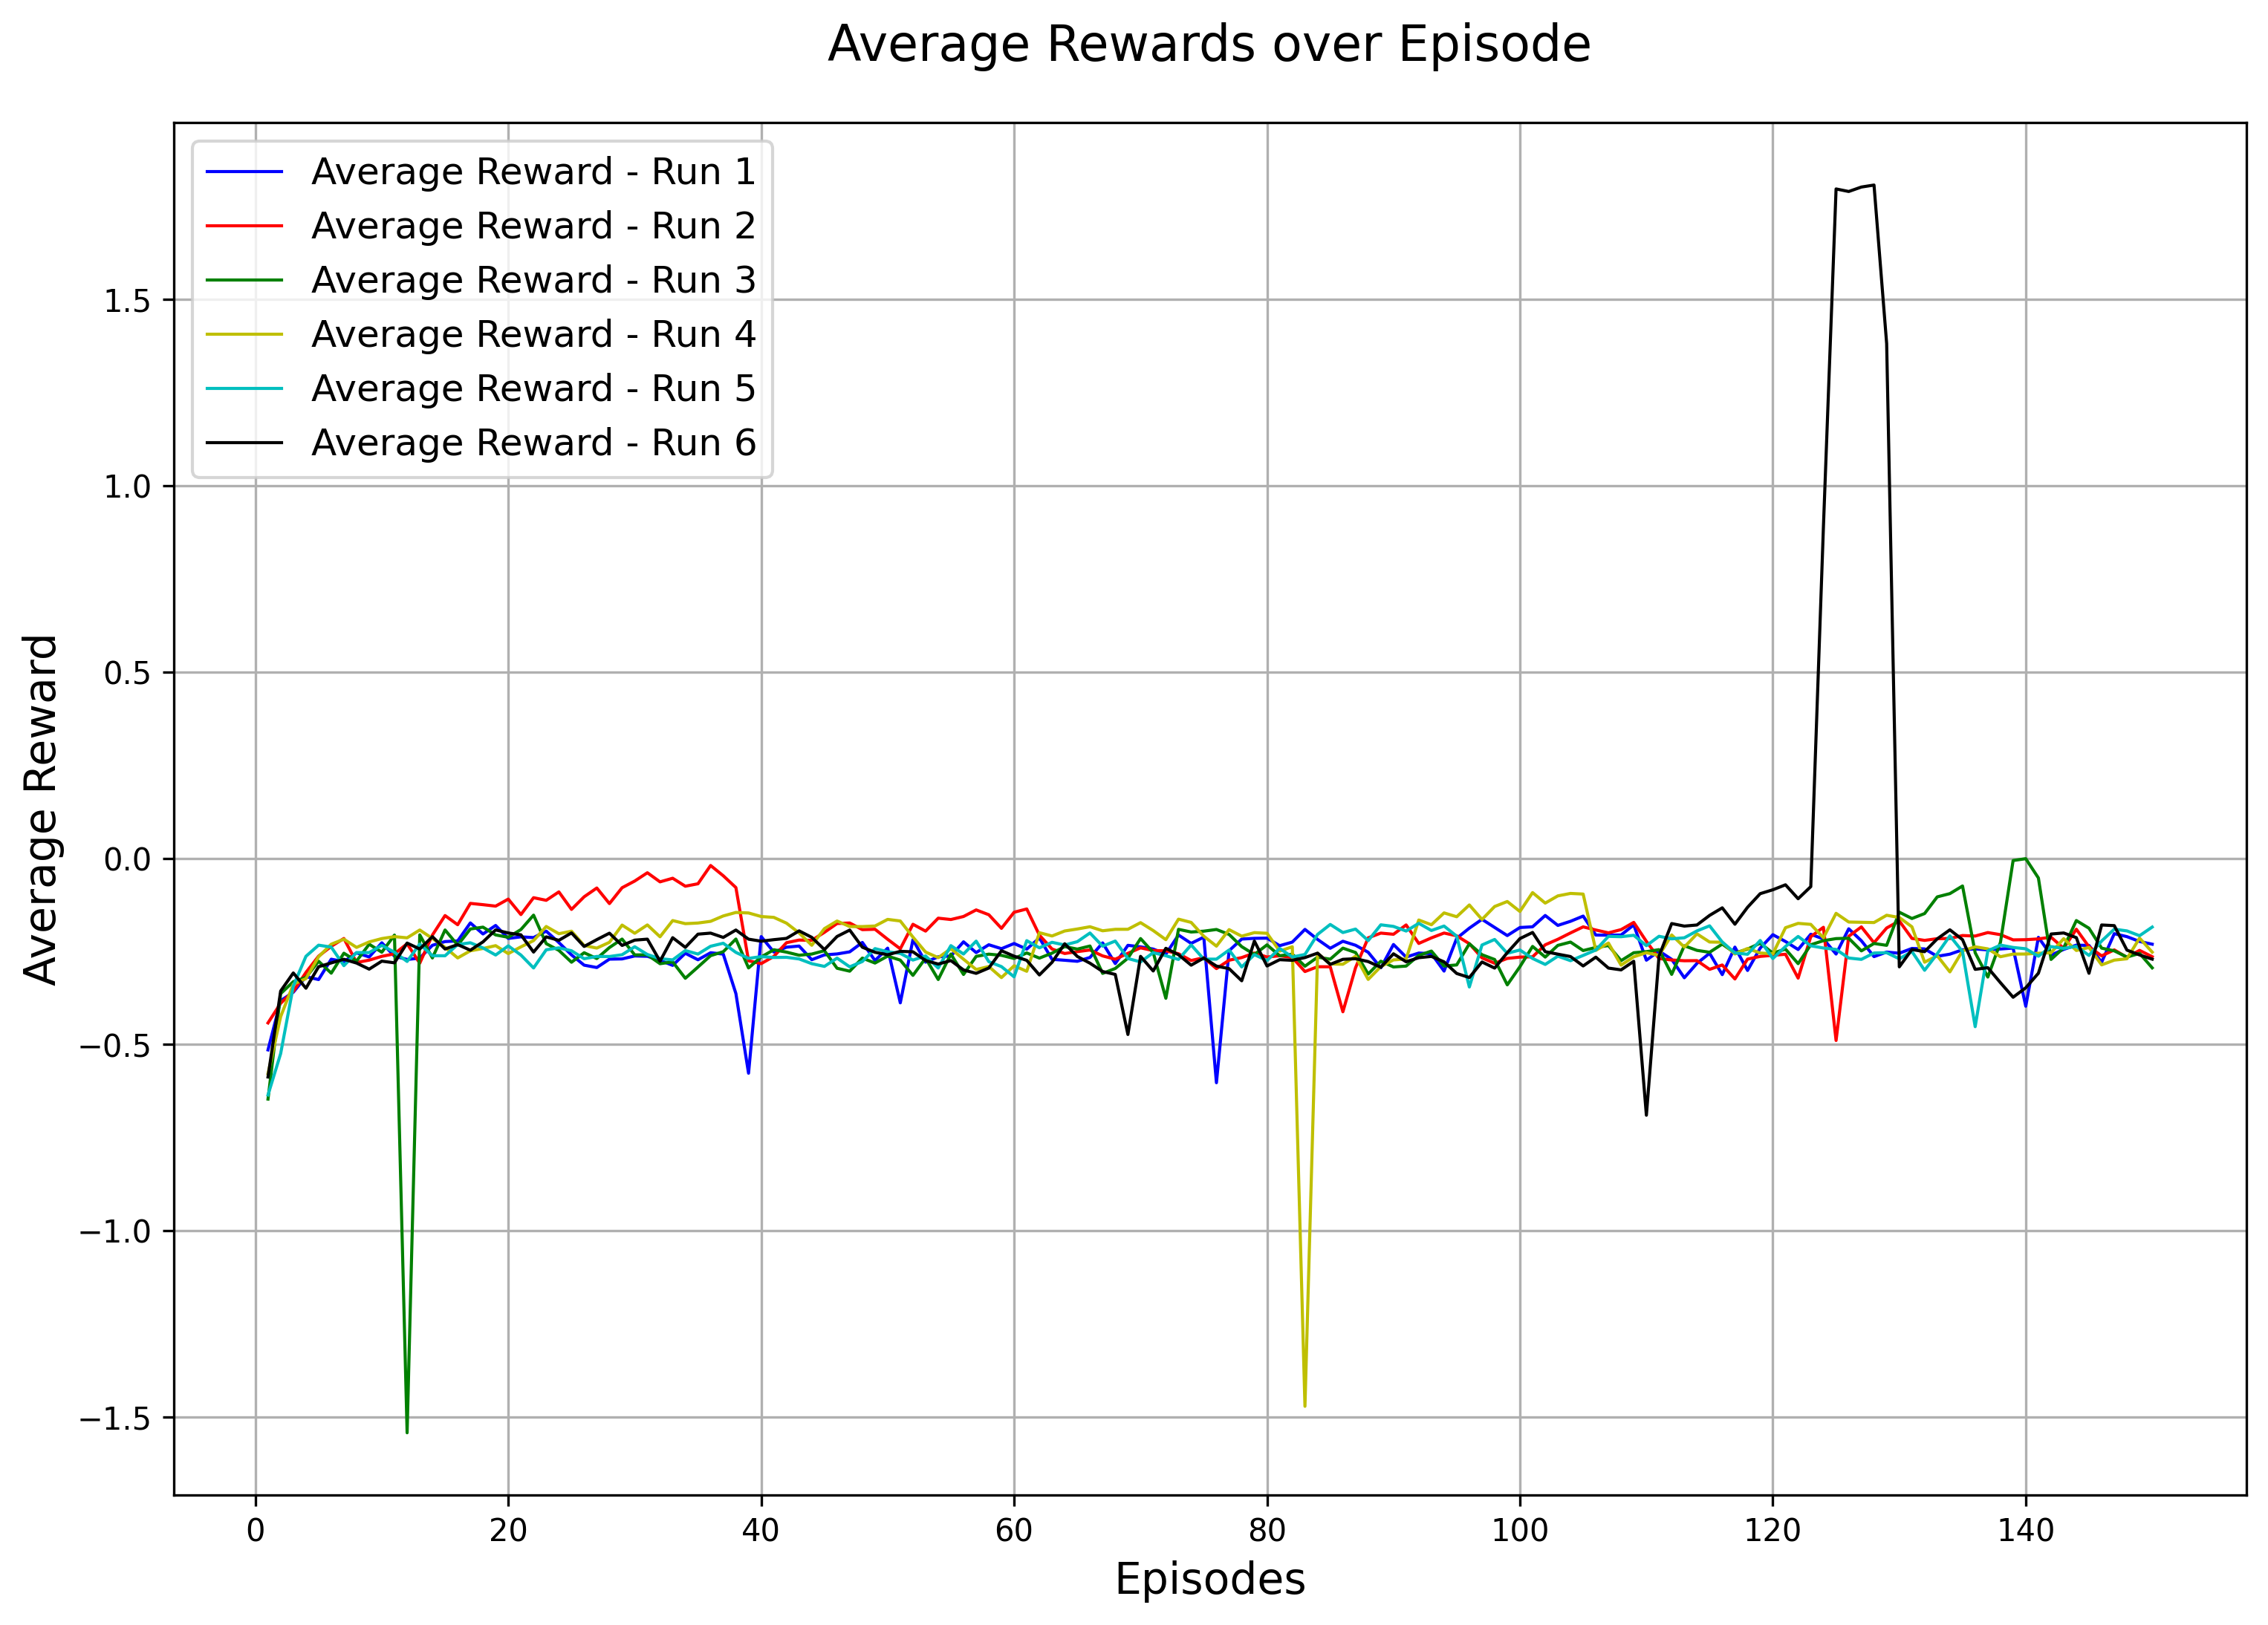 Average Rewards over Episode
Average Reward - Run 1
Average Reward - Run 2
Average Reward - Run 3
Average Reward - Run 4
Average Reward - Run 5
Average Reward - Run 6
Average Reward
1.5
1.0
0.5
0.0
−0.5
−1.0
−1.5
0 20 40 60 80 100 120 140
Episodes